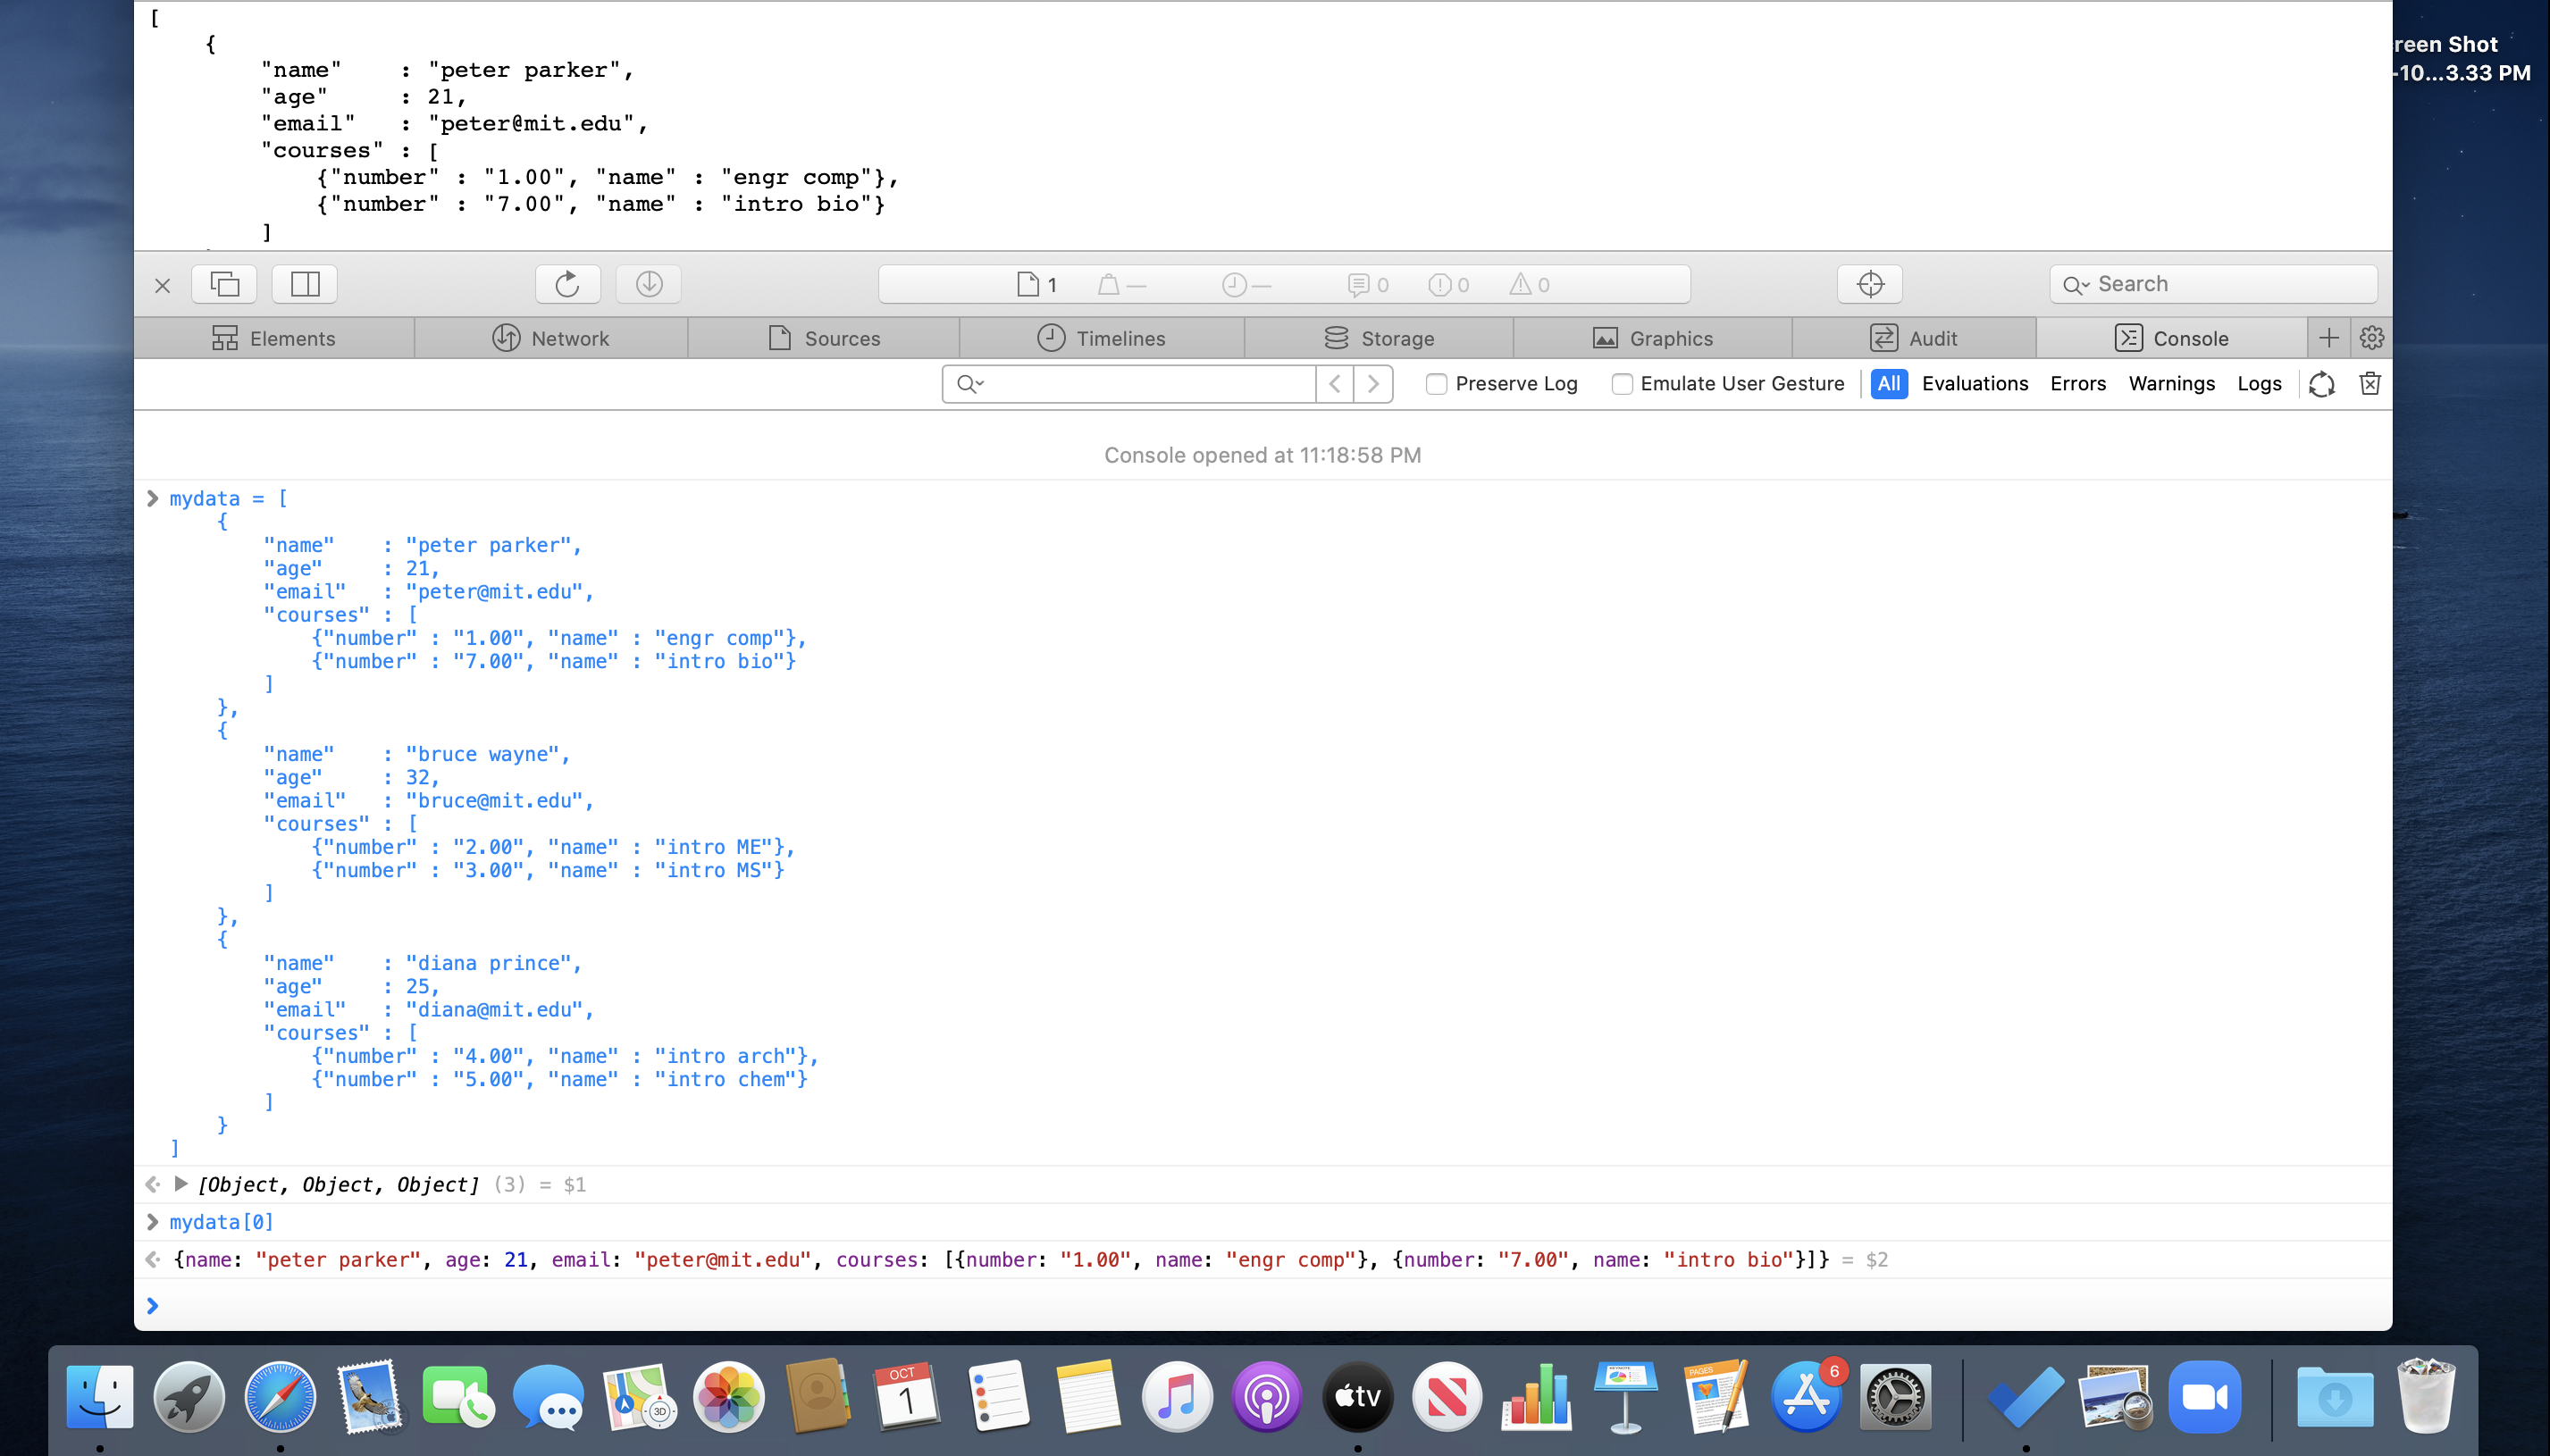 [
    {
        "name"    : "peter parker",
        "age"     : 21,
        "email"   : "peter@mit.edu",
        "courses" : [
            {"number" : "1.00", "name" : "engr comp"},
            {"number" : "7.00", "name" : "intro bio"}
        ]
reen Shot
-10...3.33 PM
1 — — 0 0 0 Search
Elements Network Sources Timelines Storage Graphics Audit Console
Preserve Log Emulate User Gesture All Evaluations Errors Warnings Logs
Console opened at 11:18:58 PM
mydata = [
    {
        "name"    : "peter parker",
        "age"     : 21,
        "email"   : "peter@mit.edu",
        "courses" : [
            {"number" : "1.00", "name" : "engr comp"},
            {"number" : "7.00", "name" : "intro bio"}
        ]
    },
    {
        "name"    : "bruce wayne",
        "age"     : 32,
        "email"   : "bruce@mit.edu",
        "courses" : [
            {"number" : "2.00", "name" : "intro ME"},
            {"number" : "3.00", "name" : "intro MS"}
        ]
    },
    {
        "name"    : "diana prince",
        "age"     : 25,
        "email"   : "diana@mit.edu",
        "courses" : [
            {"number" : "4.00", "name" : "intro arch"},
            {"number" : "5.00", "name" : "intro chem"}
        ]
    }
]
[Object, Object, Object] (3) = $1
mydata[0]
{name: "peter parker", age: 21, email: "peter@mit.edu", courses: [{number: "1.00", name: "engr comp"}, {number: "7.00", name: "intro bio"}]} = $2
3D
OCT
1
tv
PAGES
6